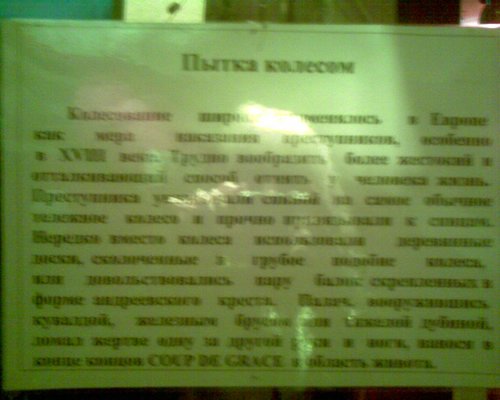 Пытка колесом
Колесование широко применялось в Европе
как мера наказания преступников, особенно
в XVIII веке. Трудно вообразить более жестокий и
отталкивающий способ отнять у человека жизнь.
Преступника укладывали спиной на самое обычное
тележное колесо и прочно привязывали к спицам.
Нередко вместо колеса использовали деревянные
доски, сколоченные в грубое подобие колеса,
или довольствовались пару балок скрепленных в
форме андреевского креста. Палач, вооружившись
кувалдой, железным бруском или тяжелой дубиной,
ломал жертве одну за другой руки и ноги, нанося в
конце концов COUP DE GRACE в область живота.